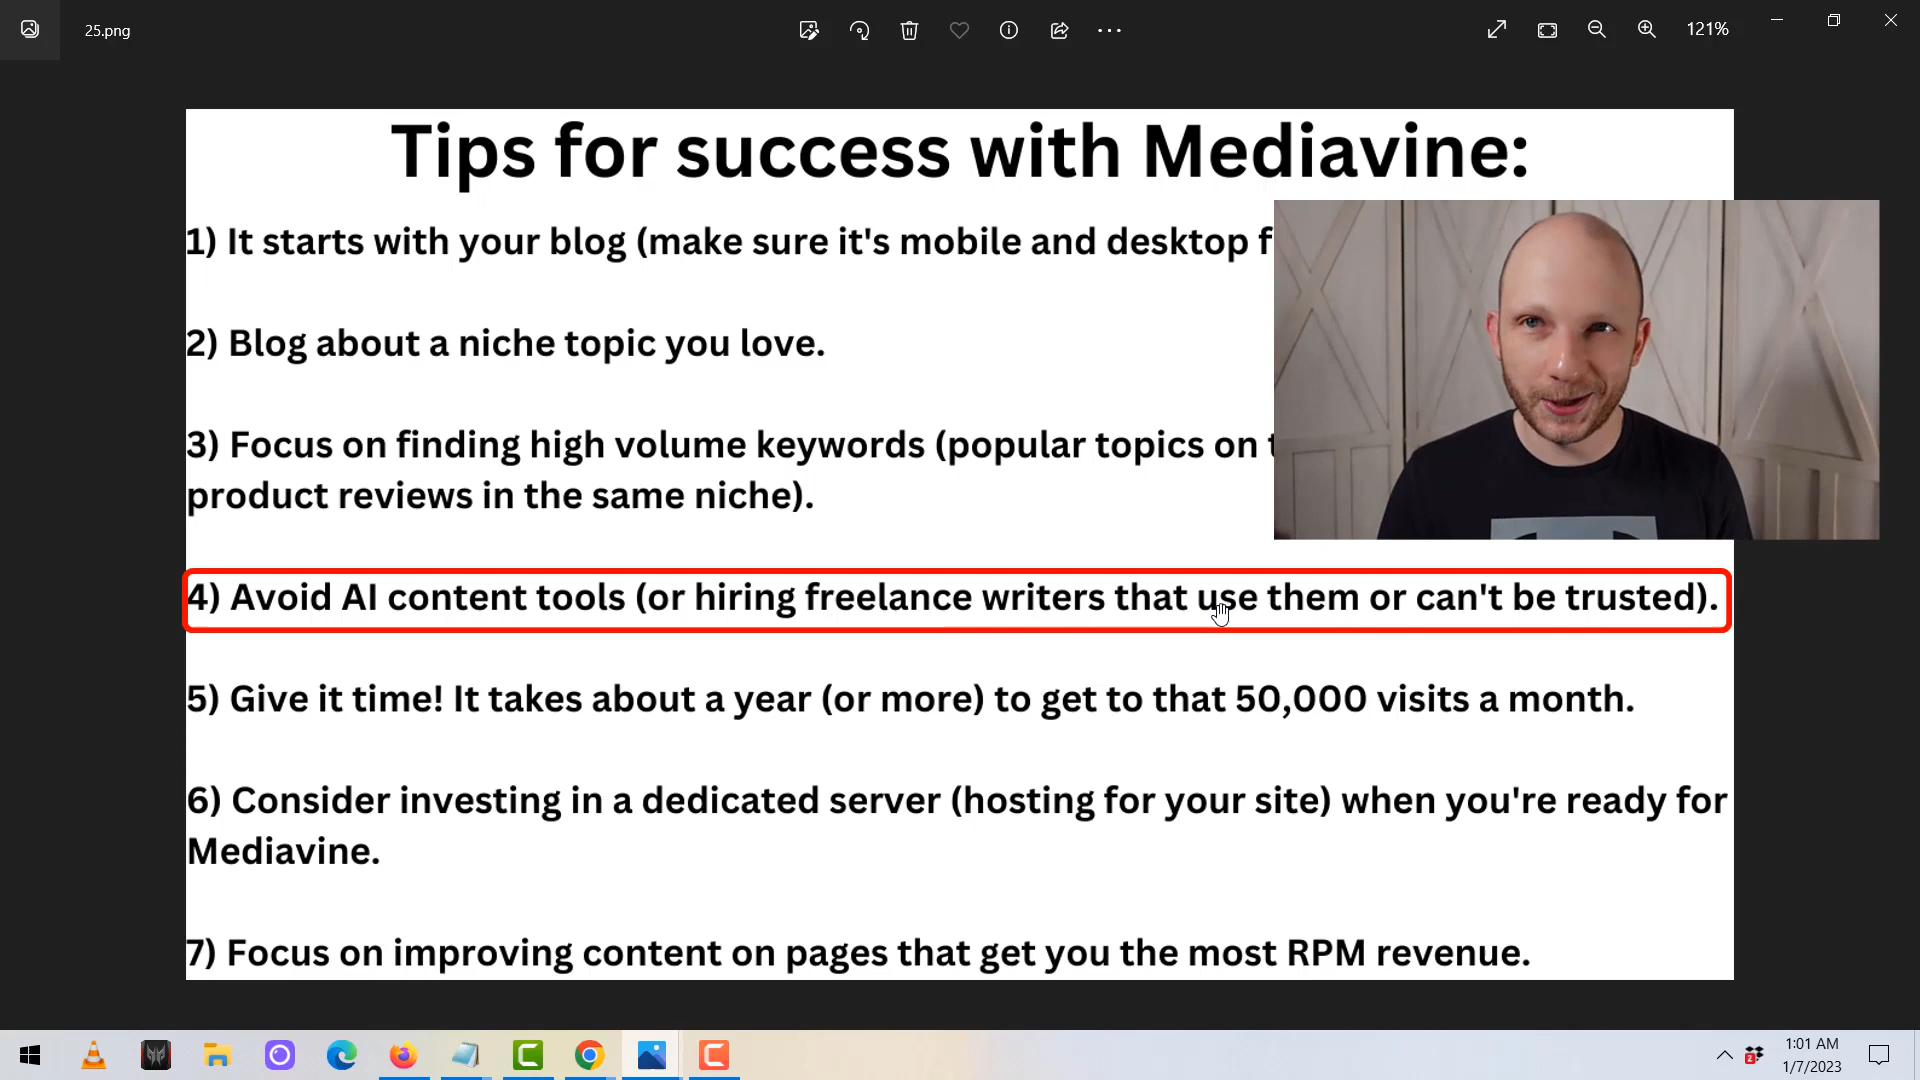 25.png
121%
Tips for success with Mediavine:
1) It starts with your blog (make sure it's mobile and desktop
2) Blog about a niche topic you love.
3) Focus on finding high volume keywords (popular topics on
product reviews in the same niche).
4) Avoid AI content tools (or hiring freelance writers that use them or can't be trusted).
5) Give it time! It takes about a year (or more) to get to that 50,000 visits a month.
6) Consider investing in a dedicated server (hosting for your site) when you're ready for
Mediavine.
7) Focus on improving content on pages that get you the most RPM revenue.
1:01 AM
1/7/2023